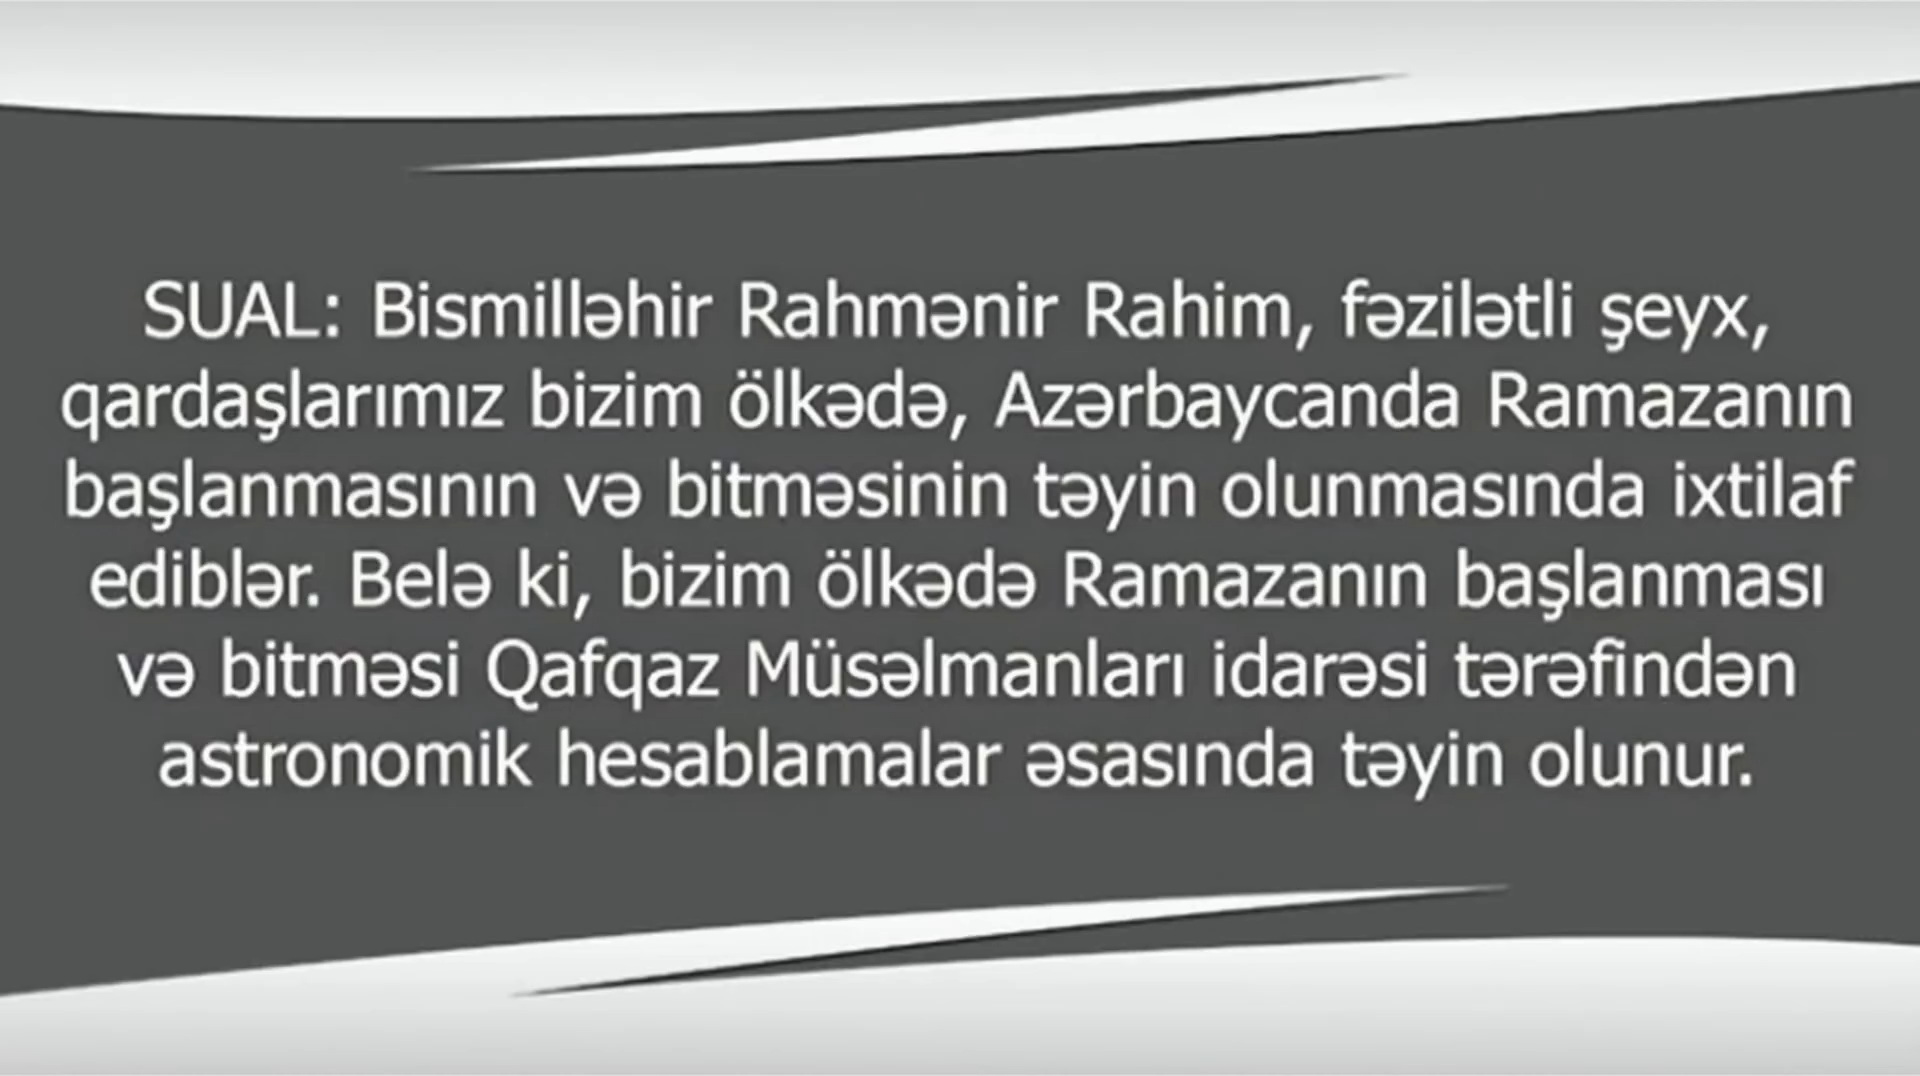 SUAL: Bismilləhir Rahmənir Rahim, fəzilətli şeyx,
qardaşlarımız bizim ölkədə, Azərbaycanda Ramazanın
başlanmasının və bitməsinin təyin olunmasında ixtilaf
ediblər. Belə ki, bizim ölkədə Ramazanın başlanması
və bitməsi Qafqaz Müsəlmanları idarəsi tərəfindən
astronomik hesablamalar əsasında təyin olunur.